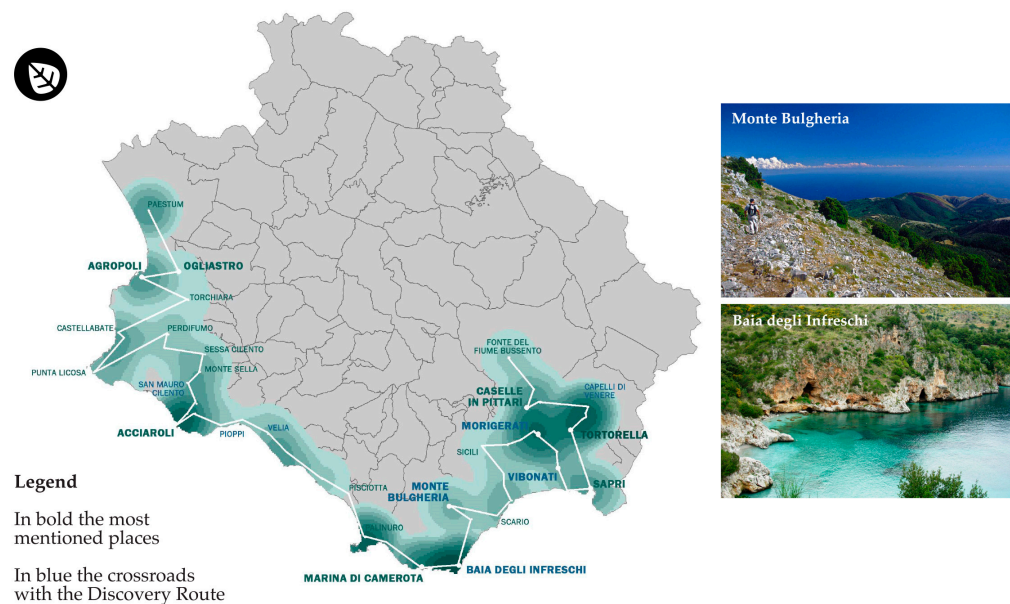 PAESTUM
AGROPOLI
OGLIASTRO
TORCHIARA
CASTELLABATE
PERDIFUMO
SESSA CILENTO
MONTE STELLA
PUNTA LICOSA
SAN MAURO
CILENTO
ACCIAROLI
PIOPPI
VELIA
PISCIOTTA
PALINURO
MARINA DI CAMEROTA
BAIA DEGLI INFRESCHI
MONTE
BULGHERIA
SCARIO
SICILI
VIBONATI
SAPRI
MORIGERATI
TORTORELLA
CASELLE
IN PITTARI
CAPELLI DI
VENERE
FONTE DEL
FIUME BUSSENTO
Monte Bulgheria
Baia degli Infreschi
Legend
In bold the most
mentioned places
In blue the crossroads
with the Discovery Route